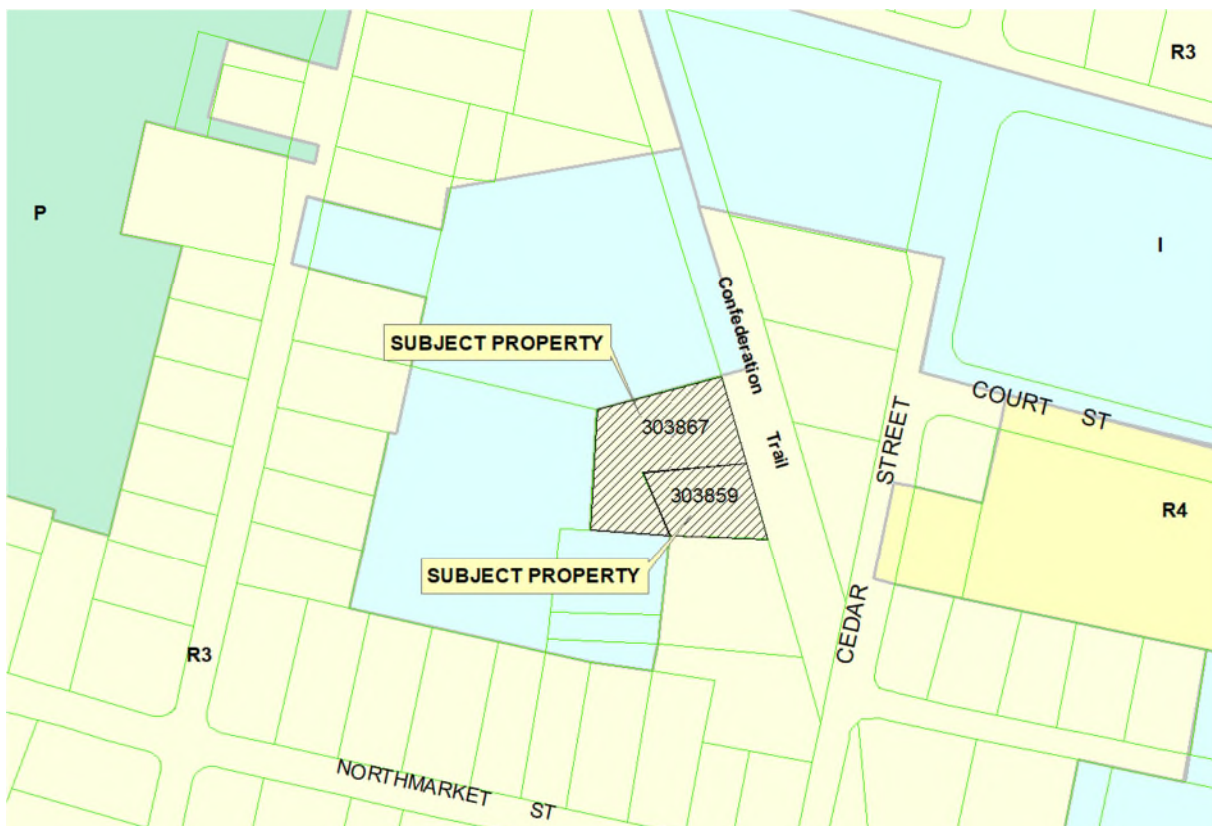 R3
P
I
Confederation
Trail
SUBJECT PROPERTY
COURT ST
303867
STREET
303859
R4
SUBJECT PROPERTY
CEDAR
R3
NORTHMARKET ST